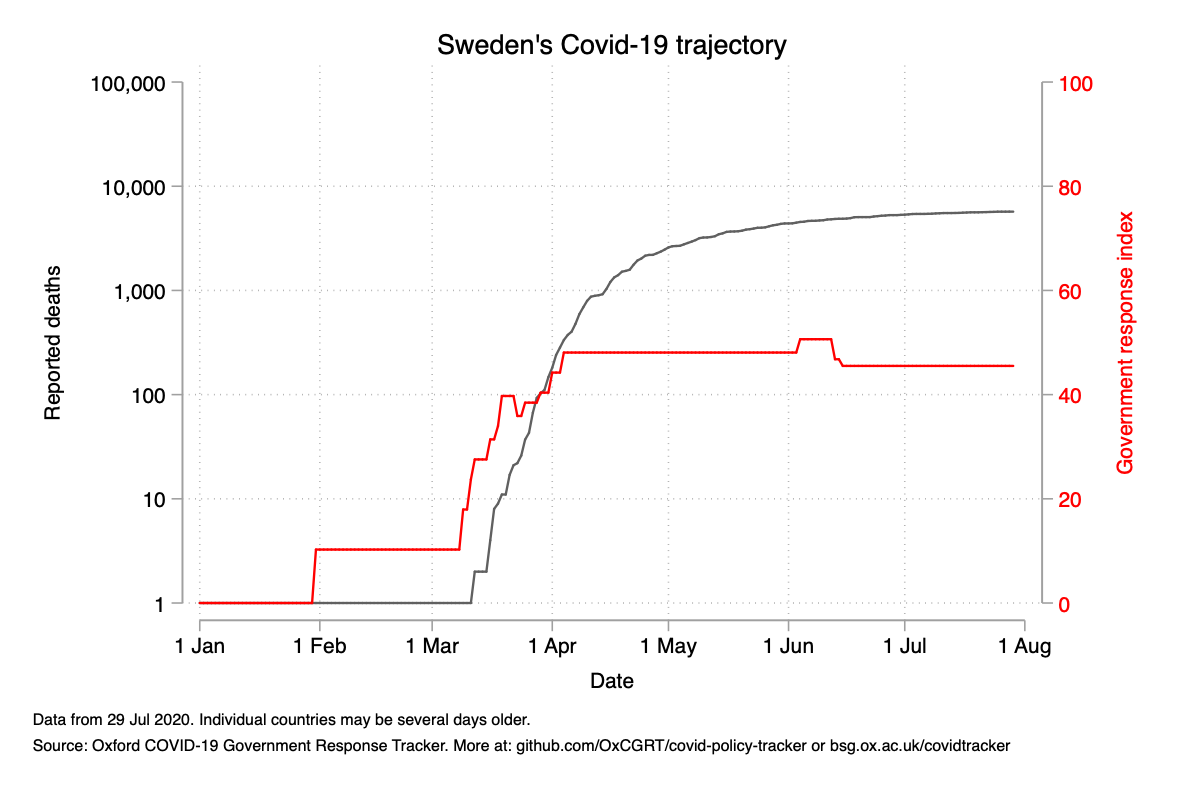 Sweden's Covid-19 trajectory
100,000
10,000
1,000
100
10
1
Reported deaths
100
80
60
40
20
0
Government response index
1 Jan
1 Feb
1 Mar
1 Apr
1 May
1 Jun
1 Jul
1 Aug
Date
Data from 29 Jul 2020. Individual countries may be several days older.
Source: Oxford COVID-19 Government Response Tracker. More at: github.com/OxCGRT/covid-policy-tracker or bsg.ox.ac.uk/covidtracker